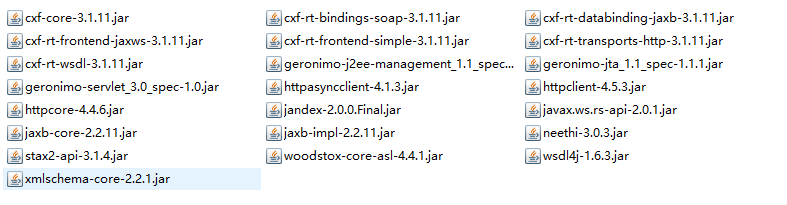 cxf-core-3.1.11.jar cxf-rt-bindings-soap-3.1.11.jar cxf-rt-databinding-jaxb-3.1.11.jar
cxf-rt-frontend-jaxws-3.1.11.jar cxf-rt-frontend-simple-3.1.11.jar cxf-rt-transports-http-3.1.11.jar
cxf-rt-wsdl-3.1.11.jar geronimo-j2ee-management_1.1_spec... geronimo-jta_1.1_spec-1.1.1.jar
geronimo-servlet_3.0_spec-1.0.jar httpasyncclient-4.1.3.jar httpclient-4.5.3.jar
httpcore-4.4.6.jar jandex-2.0.0.Final.jar javax.ws.rs-api-2.0.1.jar
jaxb-core-2.2.11.jar jaxb-impl-2.2.11.jar neethi-3.0.3.jar
stax2-api-3.1.4.jar woodstox-core-asl-4.4.1.jar wsdl4j-1.6.3.jar
xmlschema-core-2.2.1.jar